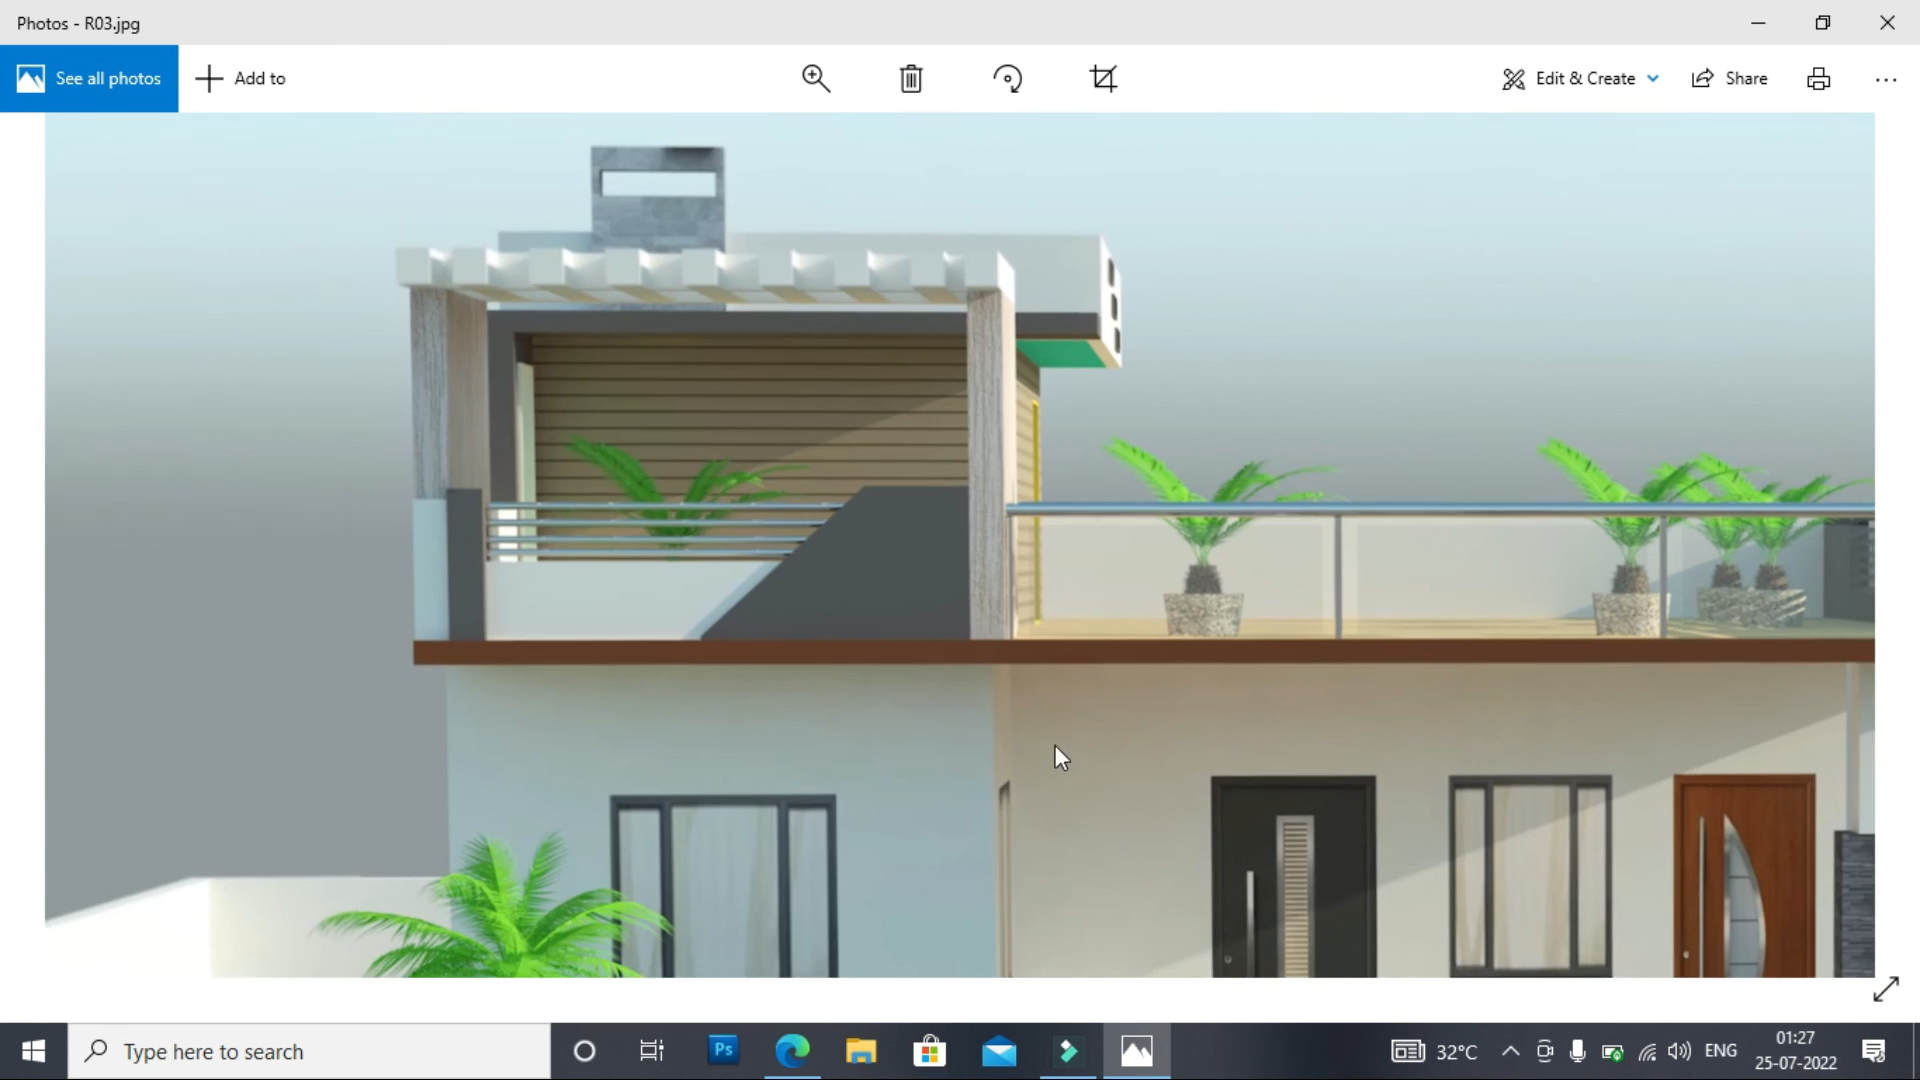 Photos - R03.jpg
See all photos
Add to
Edit & Create
Share
Type here to search
Ps
32°C
ENG
01:27
25-07-2022